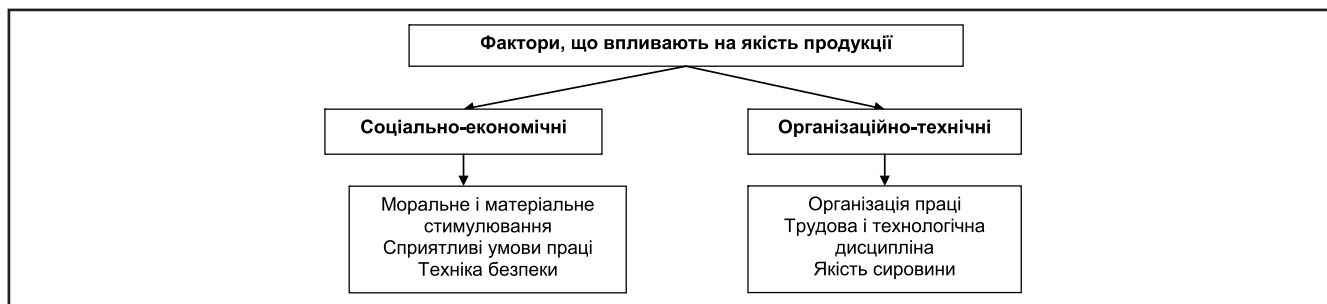 Фактори, що впливають на якість продукції
Соціально-економічні
Організаційно-технічні
Моральне і матеріальне
стимулювання
Сприятливі умови праці
Техніка безпеки
Організація праці
Трудова і технологічна
дисципліна
Якість сировини